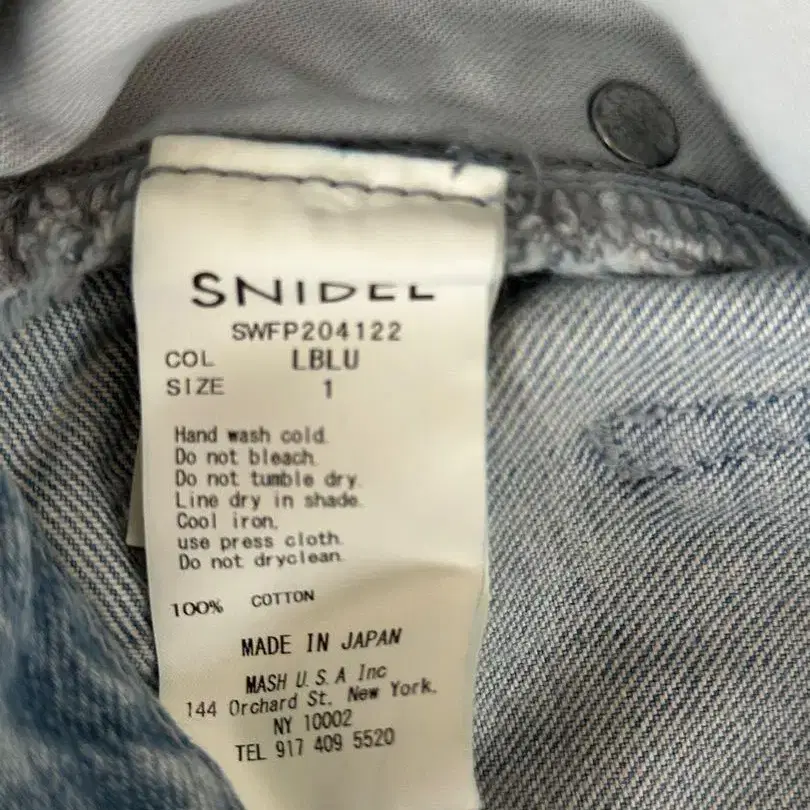 SNIDEL
SWFP204122
COL LBLU
SIZE 1
Hand wash cold.
Do not bleach.
Do not tumble dry.
Line dry in shade.
Cool iron,
use press cloth.
Do not dryclean.
100% COTTON
MADE IN JAPAN
MASH U.S.A Inc
144 Orchard St. New York.
NY 10002
TEL 917 409 5520